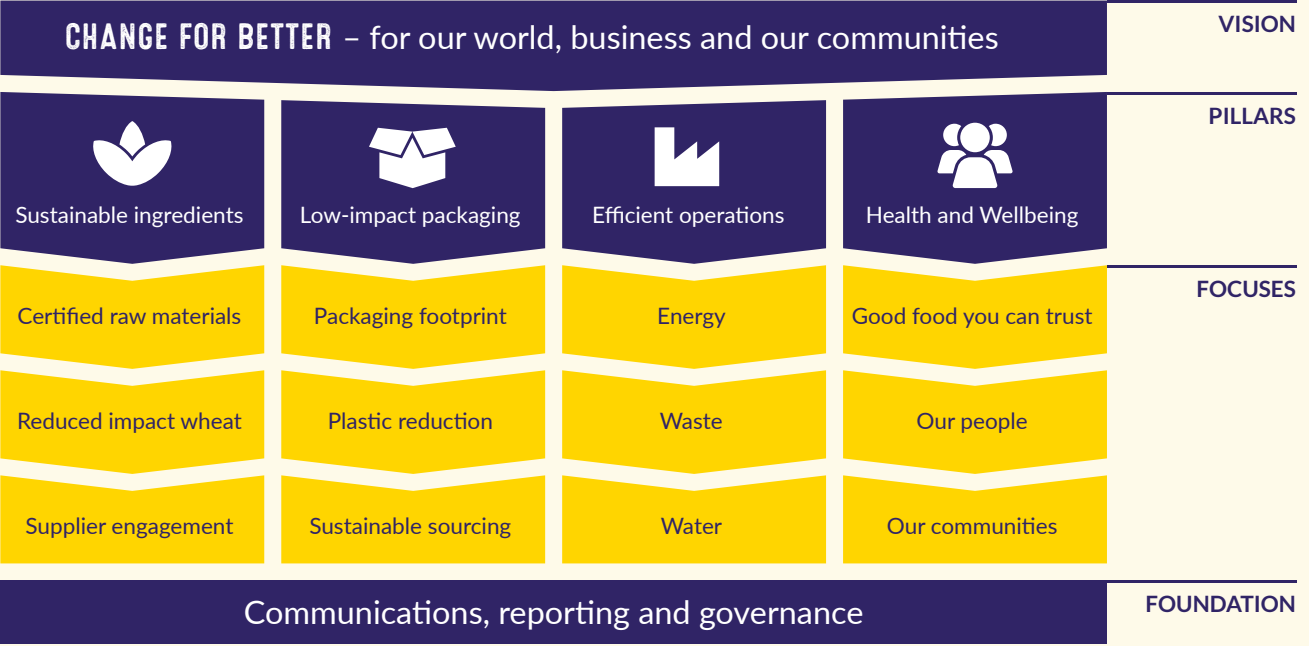 CHANGE FOR BETTER – for our world, business and our communities
VISION
PILLARS
Sustainable ingredients
Low-impact packaging
Efficient operations
Health and Wellbeing
FOCUSES
Certified raw materials
Packaging footprint
Energy
Good food you can trust
Reduced impact wheat
Plastic reduction
Waste
Our people
Supplier engagement
Sustainable sourcing
Water
Our communities
Communications, reporting and governance
FOUNDATION